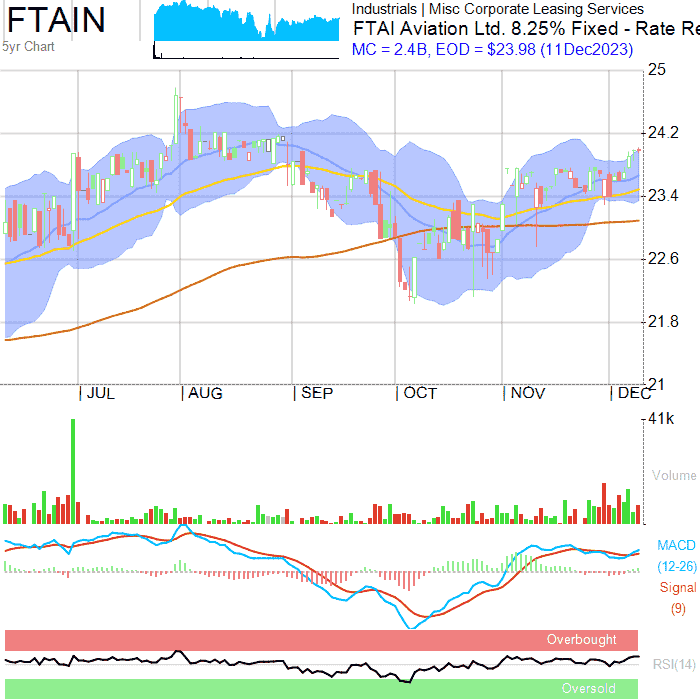 FTAIN
5yr Chart
Industrials | Misc Corporate Leasing Services
FTAI Aviation Ltd. 8.25% Fixed - Rate Re
MC = 2.4B, EOD = $23.98 (11Dec2023)
25
24.2
23.4
22.6
21.8
21
| JUL | AUG | SEP | OCT | NOV | DEC
41k
Volume
MACD
(12-26)
Signal
(9)
Overbought
RSI(14)
Oversold